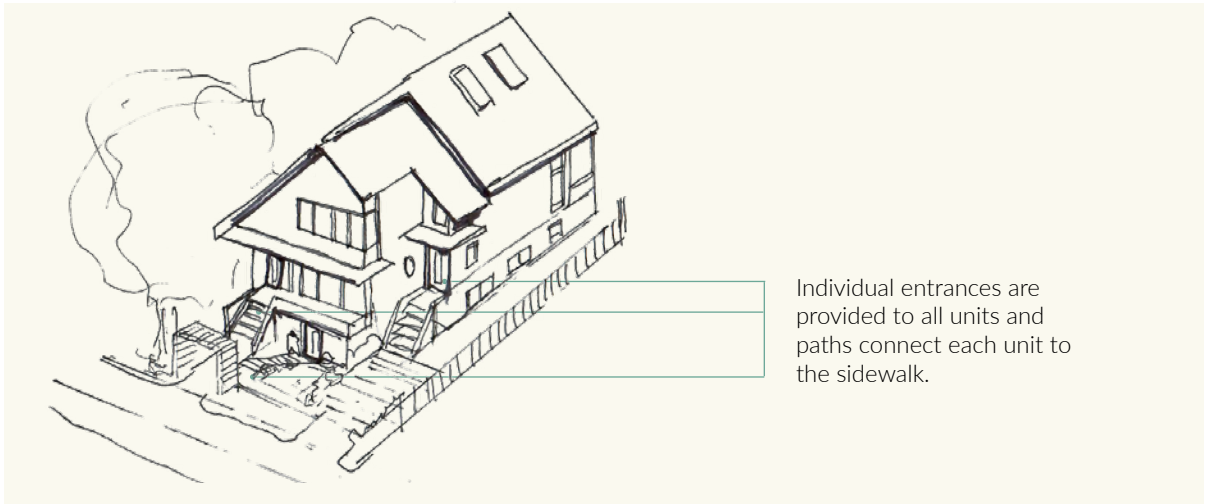 Individual entrances are
provided to all units and
paths connect each unit to
the sidewalk.